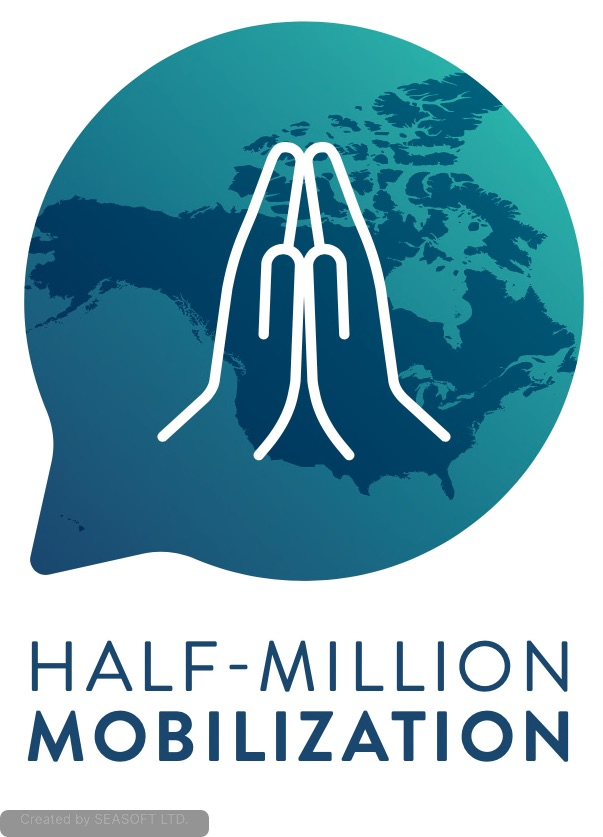 HALF-MILLION
MOBILIZATION
Created by SEASOFT LTD.